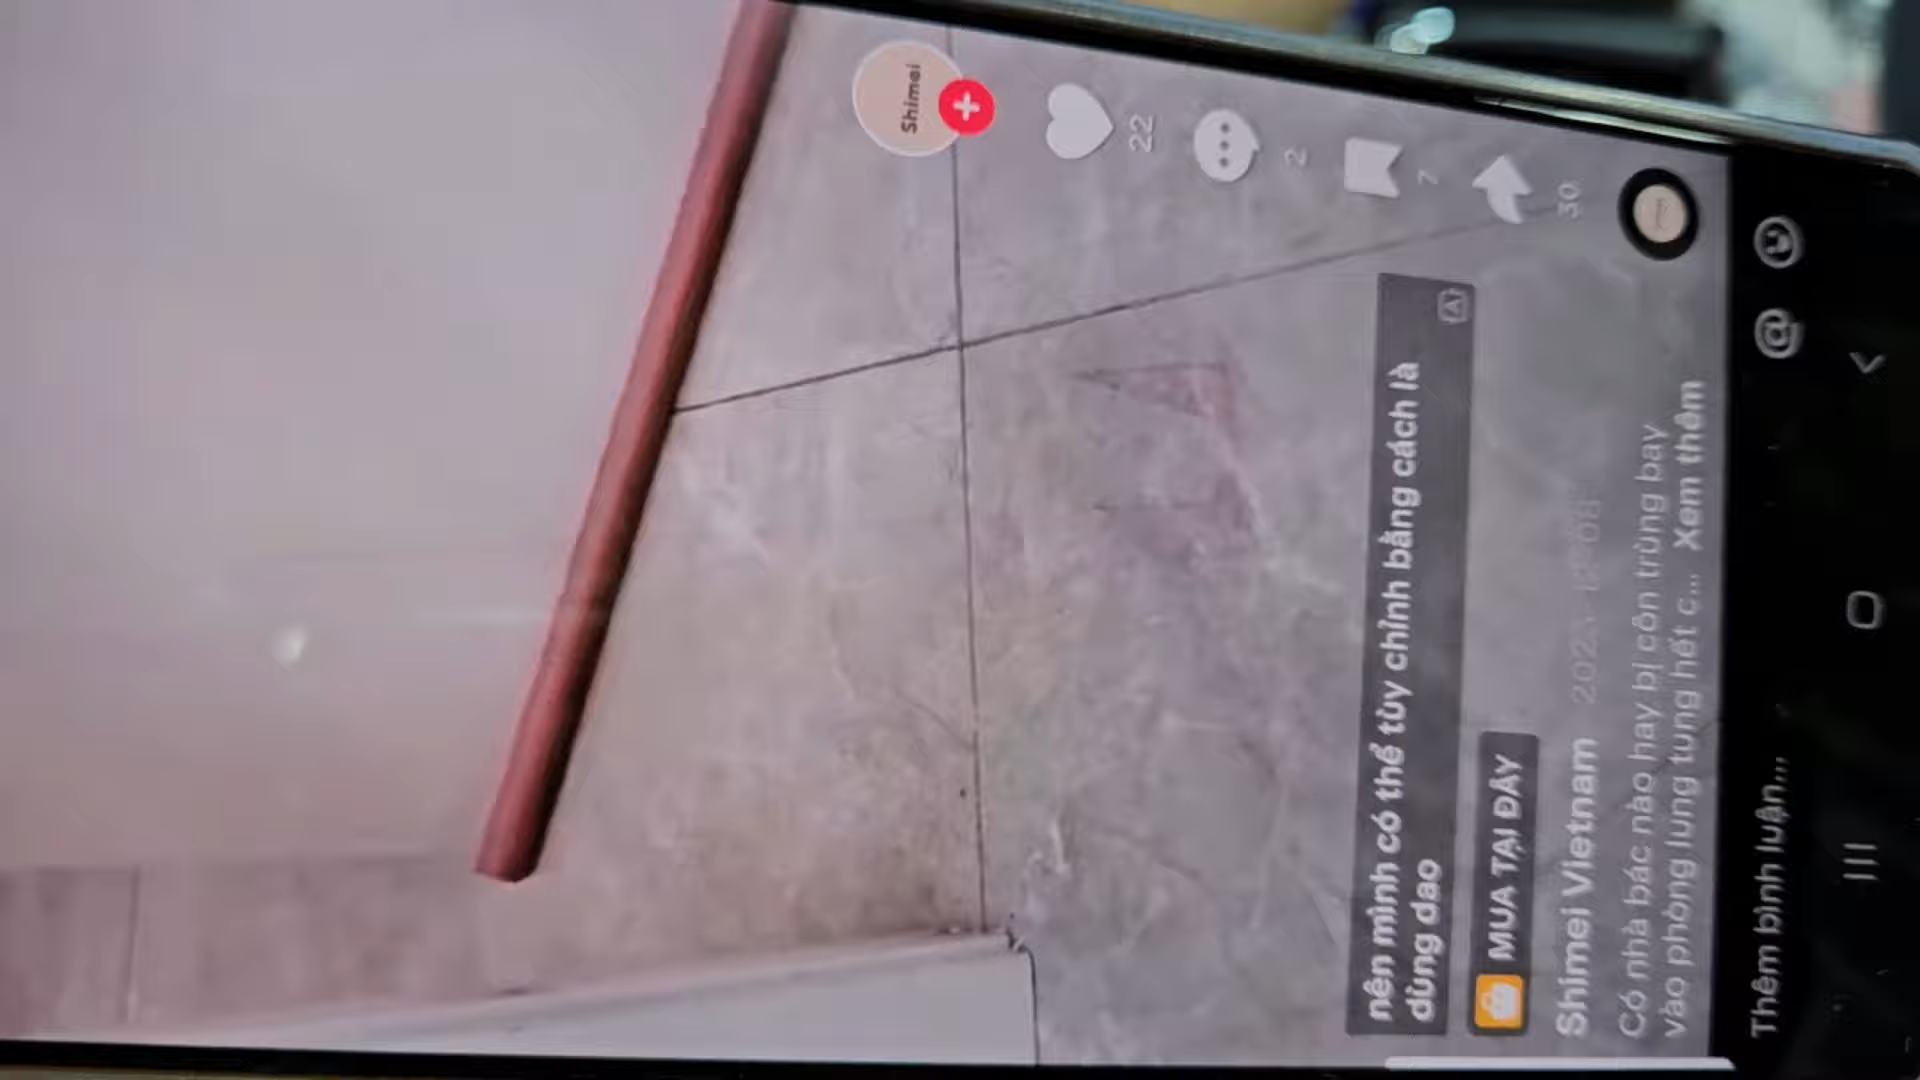 Shimei
22
2
7
30
nên mình có thể tùy chỉnh bằng cách là
dùng dao
MUA TẠI ĐÂY
Shimei Vietnam
Có nhà bác nào hay bị côn trùng bay
vào phòng lung tung hết c... Xem thêm
Thêm bình luận...